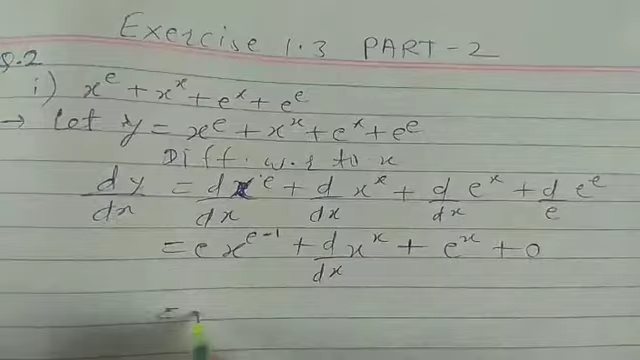 Exercise 1.3 PART-2
Q.2
i) x^e + x^x + e^x + e^e
→ Let y = x^e + x^x + e^x + e^e
Diff. w.r to x
dy/dx = d/dx x^e + d/dx x^x + d/dx e^x + d/e e^e
= e x^(e-1) + d/dx x^x + e^x + 0
=